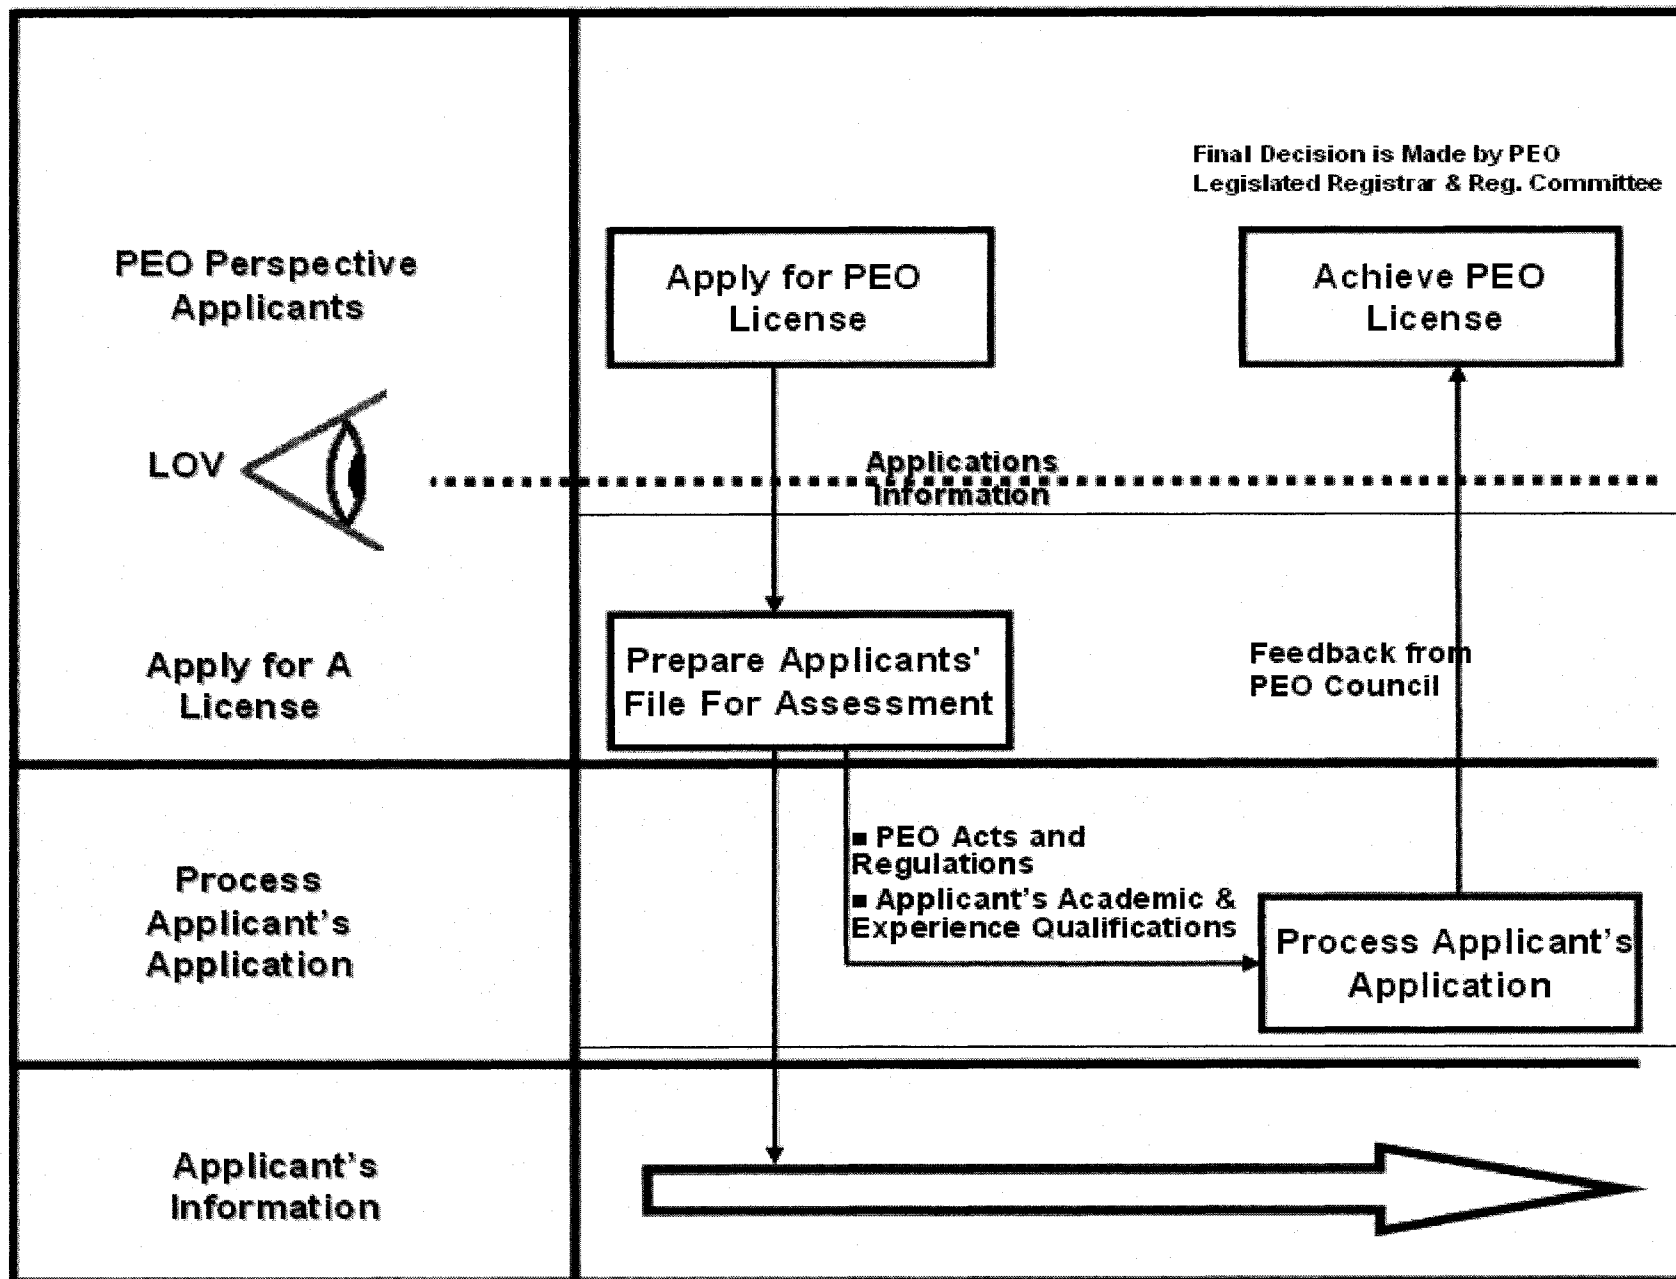 Final Decision is Made by PEO
Legislated Registrar & Reg. Committee
PEO Perspective
Applicants
Apply for PEO
License
Achieve PEO
License
LOV
Applications
Information
Apply for A
License
Prepare Applicants'
File For Assessment
Feedback from
PEO Council
Process
Applicant's
Application
■ PEO Acts and
Regulations
■ Applicant's Academic &
Experience Qualifications
Process Applicant's
Application
Applicant's
Information